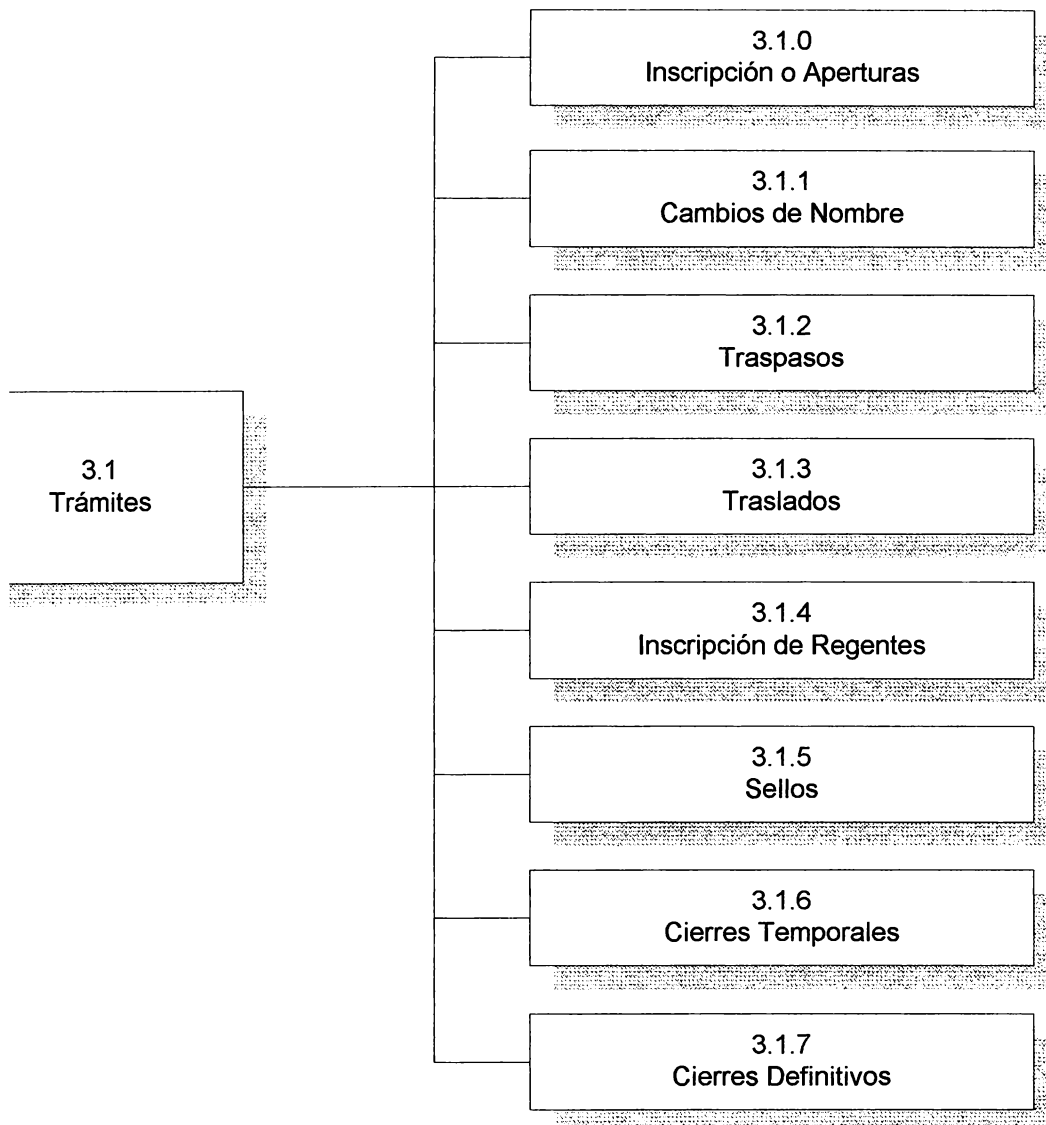 3.1
Trámites
3.1.0
Inscripción o Aperturas
3.1.1
Cambios de Nombre
3.1.2
Traspasos
3.1.3
Traslados
3.1.4
Inscripción de Regentes
3.1.5
Sellos
3.1.6
Cierres Temporales
3.1.7
Cierres Definitivos